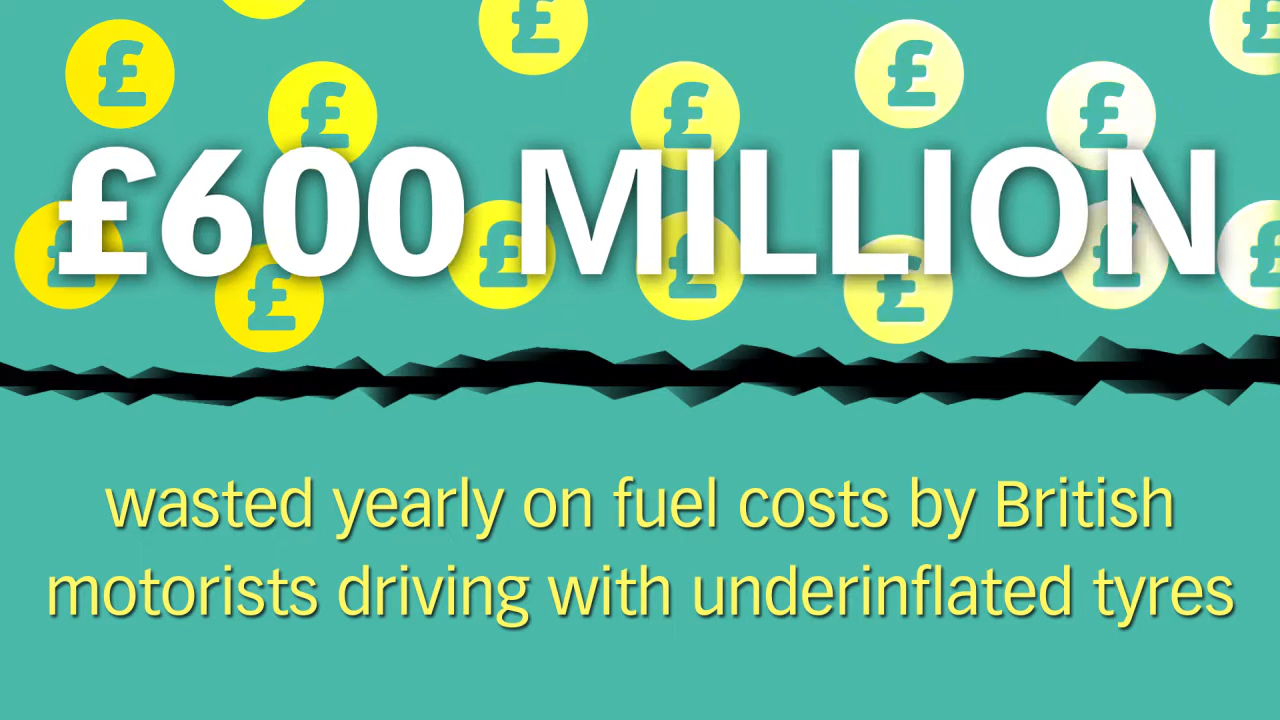 £600 MILLION
wasted yearly on fuel costs by British
motorists driving with underinflated tyres